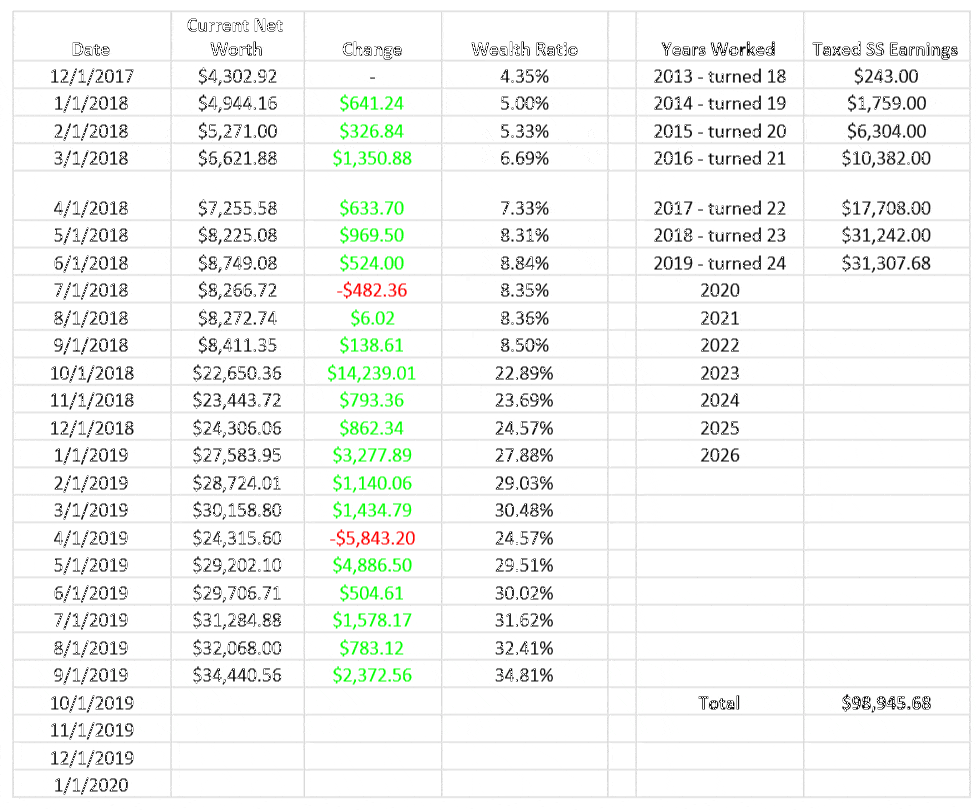 Date Current Net Worth Change Wealth Ratio Years Worked Taxed SS Earnings
12/1/2017 $4,302.92 - 4.35% 2013 - turned 18 $243.00
1/1/2018 $4,944.16 $641.24 5.00% 2014 - turned 19 $1,759.00
2/1/2018 $5,271.00 $326.84 5.33% 2015 - turned 20 $6,304.00
3/1/2018 $6,621.88 $1,350.88 6.69% 2016 - turned 21 $10,382.00
4/1/2018 $7,255.58 $633.70 7.33% 2017 - turned 22 $17,708.00
5/1/2018 $8,225.08 $969.50 8.31% 2018 - turned 23 $31,242.00
6/1/2018 $8,749.08 $524.00 8.84% 2019 - turned 24 $31,307.68
7/1/2018 $8,266.72 -$482.36 8.35% 2020
8/1/2018 $8,272.74 $6.02 8.36% 2021
9/1/2018 $8,411.35 $138.61 8.50% 2022
10/1/2018 $22,650.36 $14,239.01 22.89% 2023
11/1/2018 $23,443.72 $793.36 23.69% 2024
12/1/2018 $24,306.06 $862.34 24.57% 2025
1/1/2019 $27,583.95 $3,277.89 27.88% 2026
2/1/2019 $28,724.01 $1,140.06 29.03%
3/1/2019 $30,158.80 $1,434.79 30.48%
4/1/2019 $24,315.60 -$5,843.20 24.57%
5/1/2019 $29,202.10 $4,886.50 29.51%
6/1/2019 $29,706.71 $504.61 30.02%
7/1/2019 $31,284.88 $1,578.17 31.62%
8/1/2019 $32,068.00 $783.12 32.41%
9/1/2019 $34,440.56 $2,372.56 34.81%
10/1/2019 Total $98,945.68
11/1/2019
12/1/2019
1/1/2020